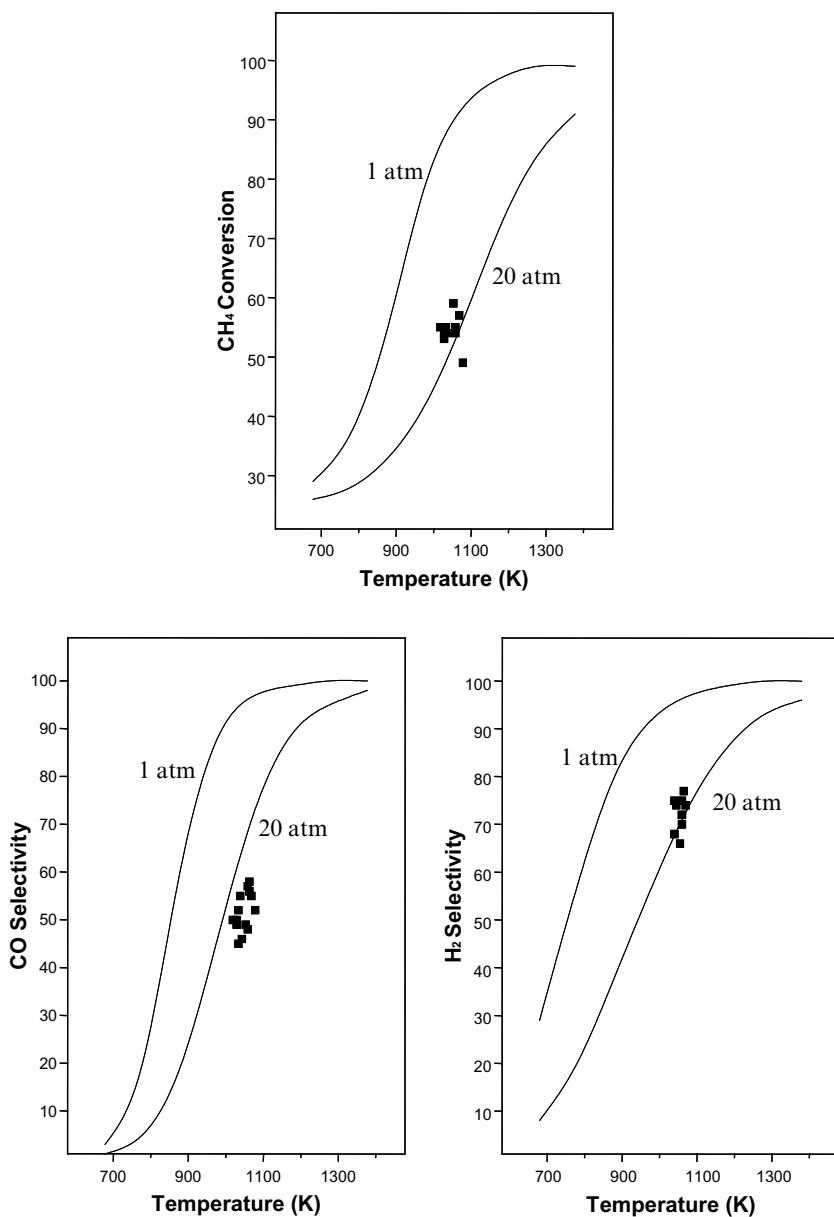 100
90
80
70
60
50
40
30
CH₄ Conversion
1 atm
20 atm
700 900 1100 1300
Temperature (K)
100
90
80
70
60
50
40
30
20
10
CO Selectivity
1 atm
20 atm
700 900 1100 1300
Temperature (K)
100
90
80
70
60
50
40
30
20
10
H₂ Selectivity
1 atm
20 atm
700 900 1100 1300
Temperature (K)